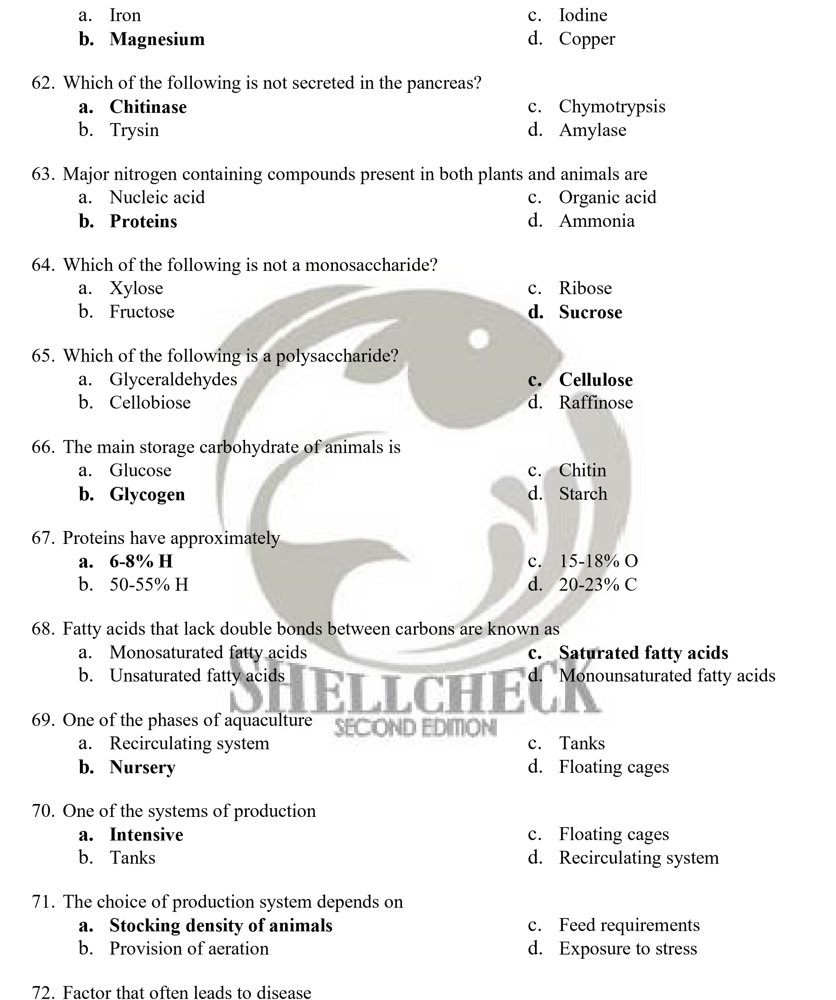 a. Iron
c. Iodine
b. Magnesium
d. Copper
62. Which of the following is not secreted in the pancreas?
a. Chitinase
c. Chymotrypsis
b. Trysin
d. Amylase
63. Major nitrogen containing compounds present in both plants and animals are
a. Nucleic acid
c. Organic acid
b. Proteins
d. Ammonia
64. Which of the following is not a monosaccharide?
a. Xylose
c. Ribose
b. Fructose
d. Sucrose
65. Which of the following is a polysaccharide?
a. Glyceraldehydes
c. Cellulose
b. Cellobiose
d. Raffinose
66. The main storage carbohydrate of animals is
a. Glucose
c. Chitin
b. Glycogen
d. Starch
67. Proteins have approximately
a. 6-8% H
c. 15-18% O
b. 50-55% H
d. 20-23% C
68. Fatty acids that lack double bonds between carbons are known as
a. Monosaturated fatty acids
c. Saturated fatty acids
b. Unsaturated fatty acids
d. Monounsaturated fatty acids
SHELLCHECK
SECOND EDITION
69. One of the phases of aquaculture
a. Recirculating system
c. Tanks
b. Nursery
d. Floating cages
70. One of the systems of production
a. Intensive
c. Floating cages
b. Tanks
d. Recirculating system
71. The choice of production system depends on
a. Stocking density of animals
c. Feed requirements
b. Provision of aeration
d. Exposure to stress
72. Factor that often leads to disease